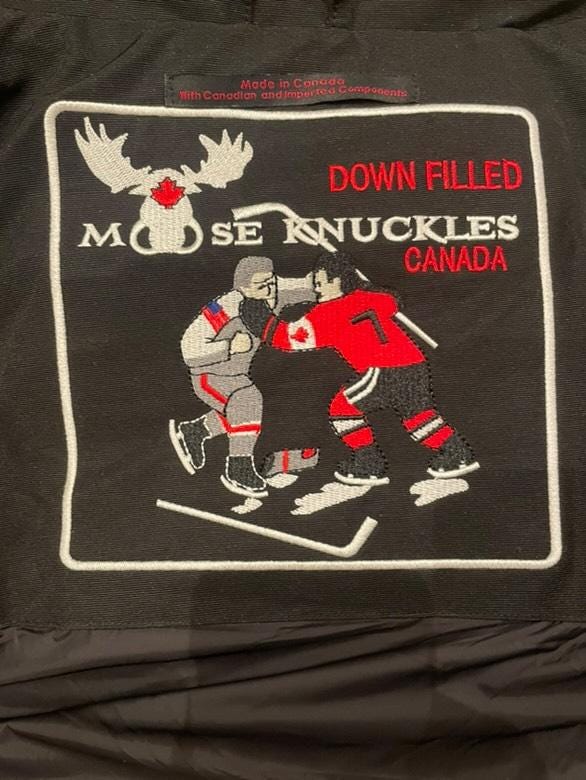 Made in Canada
With Canadian and Imported Components
DOWN FILLED
MOOSE KNUCKLES
CANADA
7